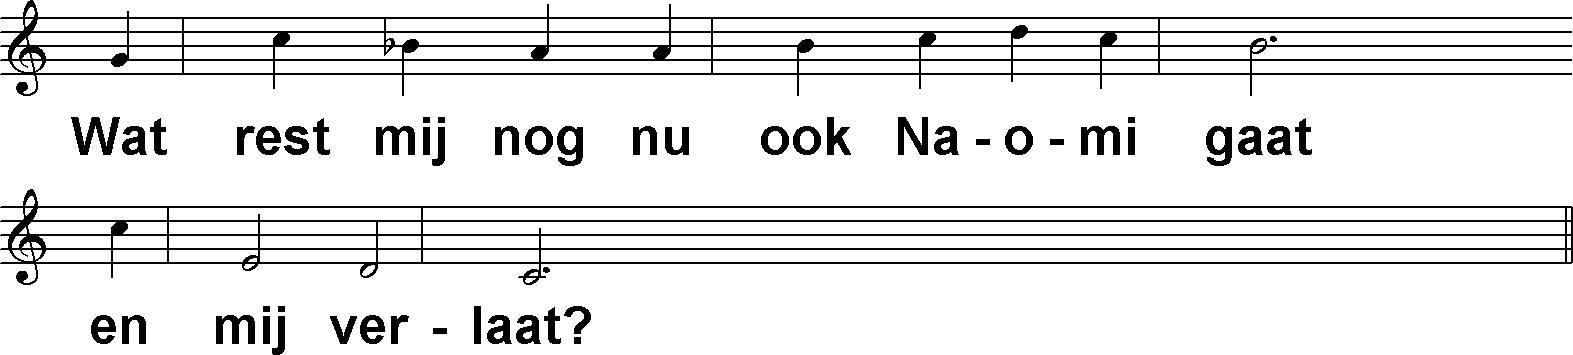 Wat rest mij nog nu ook Na - o - mi gaat
en mij ver - laat?